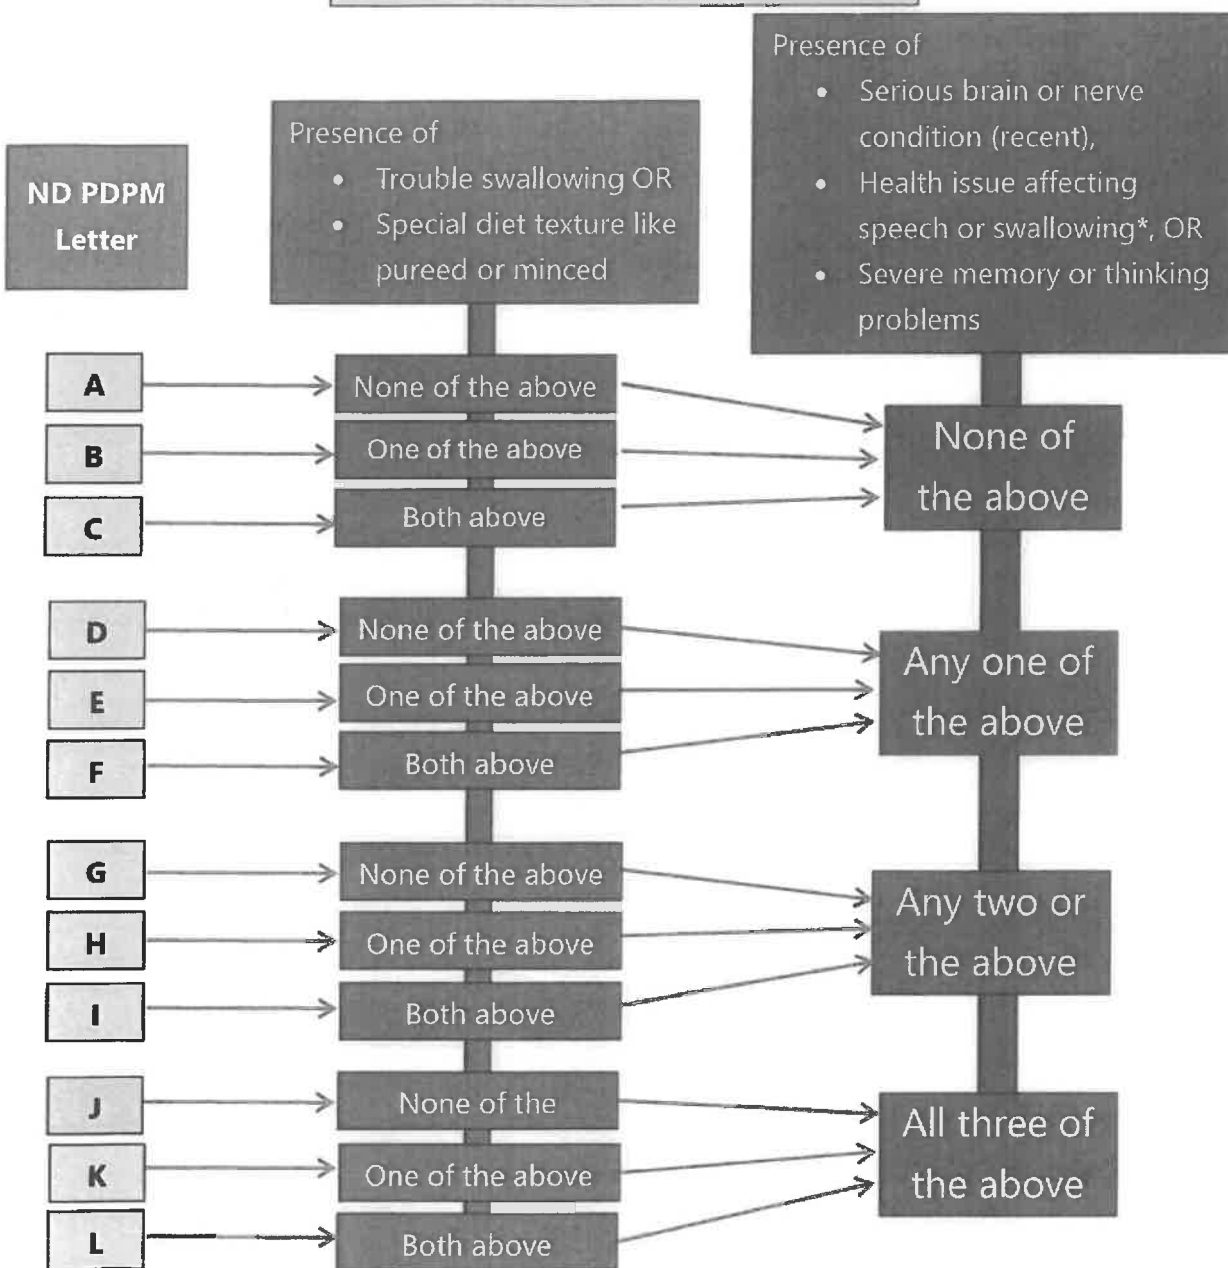 Presence of
• Serious brain or nerve
condition (recent),
• Health issue affecting
speech or swallowing*, OR
• Severe memory or thinking
problems
Presence of
• Trouble swallowing OR
• Special diet texture like
pureed or minced
ND PDPM
Letter
A
None of the above
B
One of the above
C
Both above
None of
the above
D
None of the above
E
One of the above
F
Both above
Any one of
the above
G
None of the above
H
One of the above
I
Both above
Any two or
the above
J
None of the
K
One of the above
L
Both above
All three of
the above